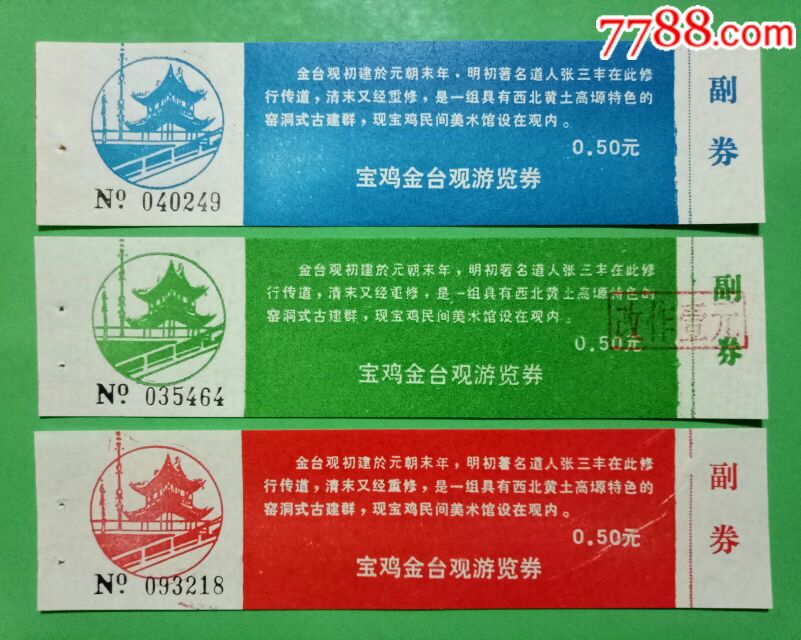 7788.com
金台观初建於元朝末年，明初著名道人张三丰在此修
行传道，清末又经重修，是一组具有西北黄土高塬特色的
窑洞式古建群，现宝鸡民间美术馆设在观内。
0.50元
宝鸡金台观游览券
副券
Nº 040249
金台观初建於元朝末年，明初著名道人张三丰在此修
行传道，清末又经重修，是一组具有西北黄土高塬特色的
窑洞式古建群，现宝鸡民间美术馆设在观内。
0.50元
宝鸡金台观游览券
改作壹元
副券
Nº 035464
金台观初建於元朝末年，明初著名道人张三丰在此修
行传道，清末又经重修，是一组具有西北黄土高塬特色的
窑洞式古建群，现宝鸡民间美术馆设在观内。
0.50元
宝鸡金台观游览券
副券
Nº 093218